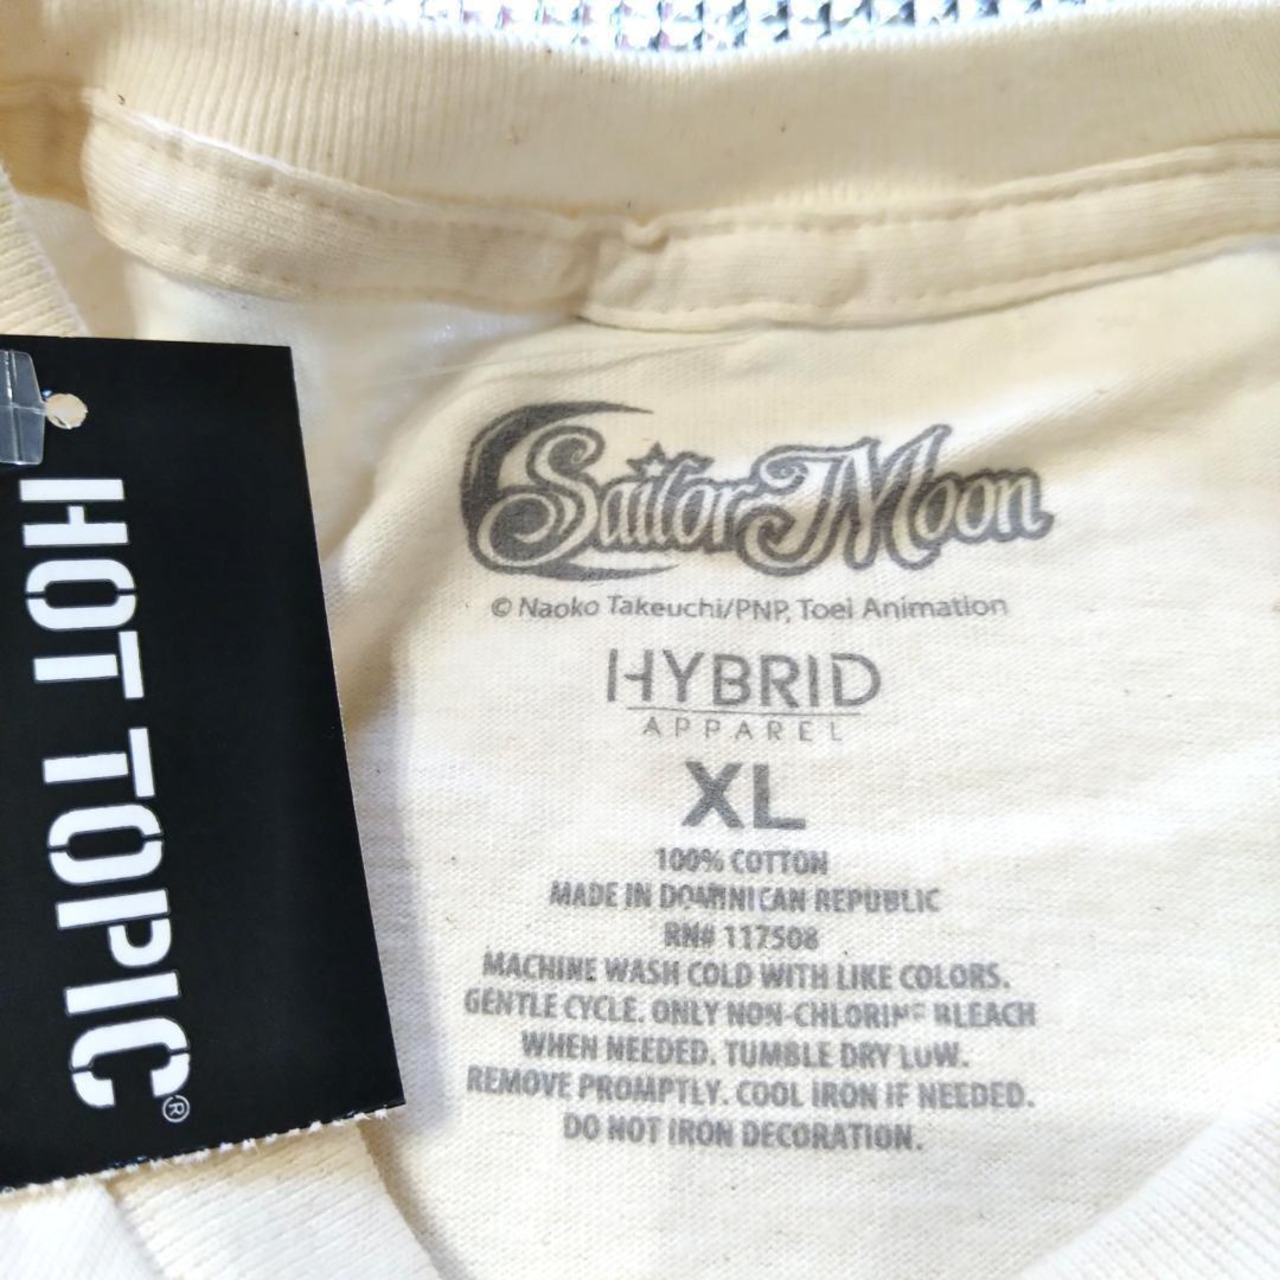 HOT TOPIC®
Sailor Moon
© Naoko Takeuchi/PNP, Toei Animation
HYBRID
APPAREL
XL
100% COTTON
MADE IN DOMINICAN REPUBLIC
RN# 117508
MACHINE WASH COLD WITH LIKE COLORS.
GENTLE CYCLE. ONLY NON-CHLORINE BLEACH
WHEN NEEDED. TUMBLE DRY LOW.
REMOVE PROMPTLY. COOL IRON IF NEEDED.
DO NOT IRON DECORATION.